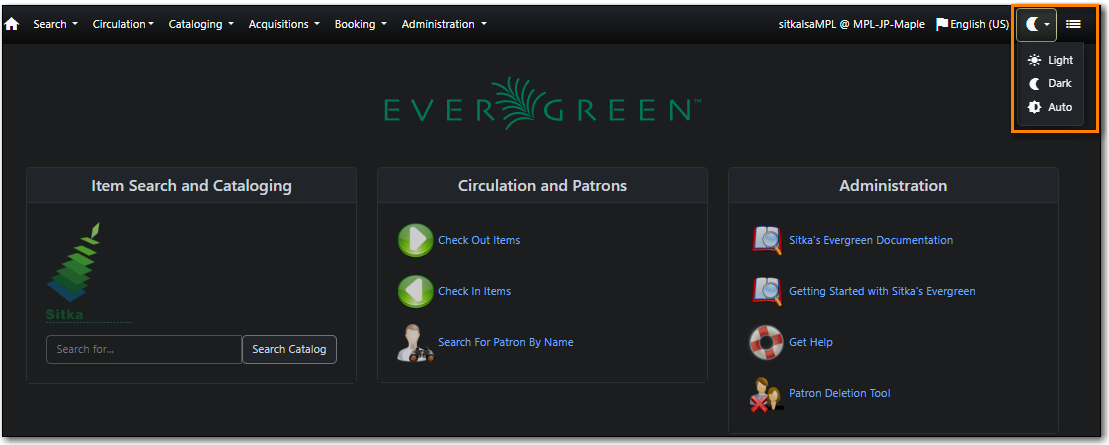 Search Circulation Cataloging Acquisitions Booking Administration sitkalsaMPL @ MPL-JP-Maple English (US)
Light
Dark
Auto
EVERGREEN™
Item Search and Cataloging
Sitka
Search for...
Search Catalog
Circulation and Patrons
Check Out Items
Check In Items
Search For Patron By Name
Administration
Sitka's Evergreen Documentation
Getting Started with Sitka's Evergreen
Get Help
Patron Deletion Tool